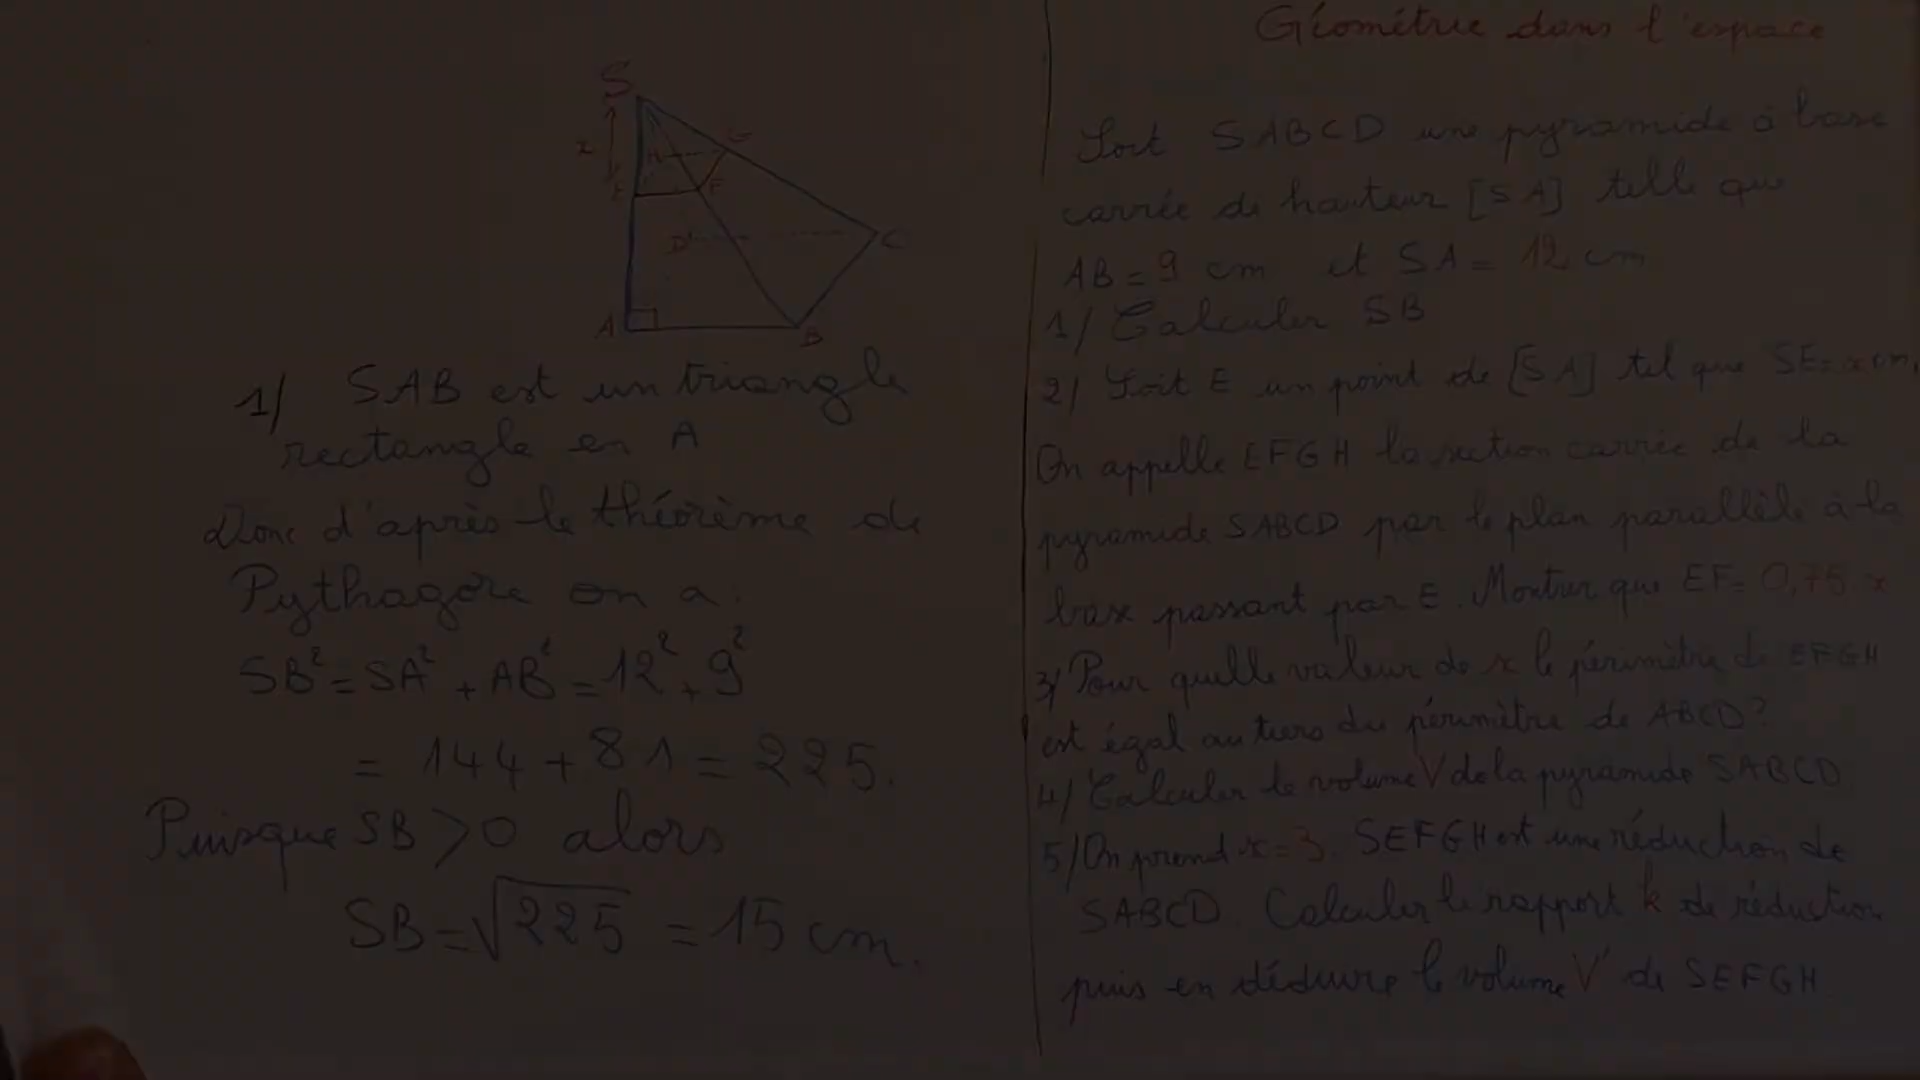 S
x
H
G
E
F
D
C
A
B
1/ SAB est un triangle
rectangle en A
Donc d'après le théorème de
Pythagore on a
SB² = SA² + AB² = 12² + 9²
= 144 + 81 = 225.
Puisque SB > 0 alors
SB = √225 = 15 cm.
Géométrie dans l'espace
Soit SABCD une pyramide à base
carrée de hauteur [SA] telle que
AB = 9 cm et SA = 12 cm
1/ Calculer SB
2/ Soit E un point de [SA] tel que SE = x cm.
On appelle EFGH la section carrée de la
pyramide SABCD par le plan parallèle à la
base passant par E. Montrer que EF = 0,75 x
3/ Pour quelle valeur de x le périmètre de EFGH
est égal au tiers du périmètre de ABCD?
4/ Calculer le volume V de la pyramide SABCD
5/ On prend x = 3. SEFGH est une réduction de
SABCD. Calculer le rapport k de réduction
puis en déduire le volume V' de SEFGH